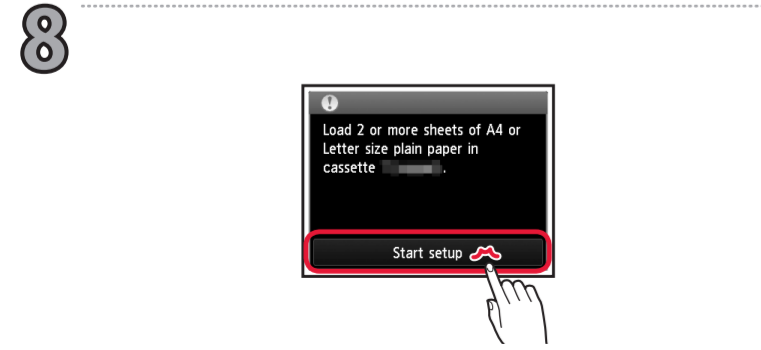 8
Load 2 or more sheets of A4 or
Letter size plain paper in
cassette .
Start setup